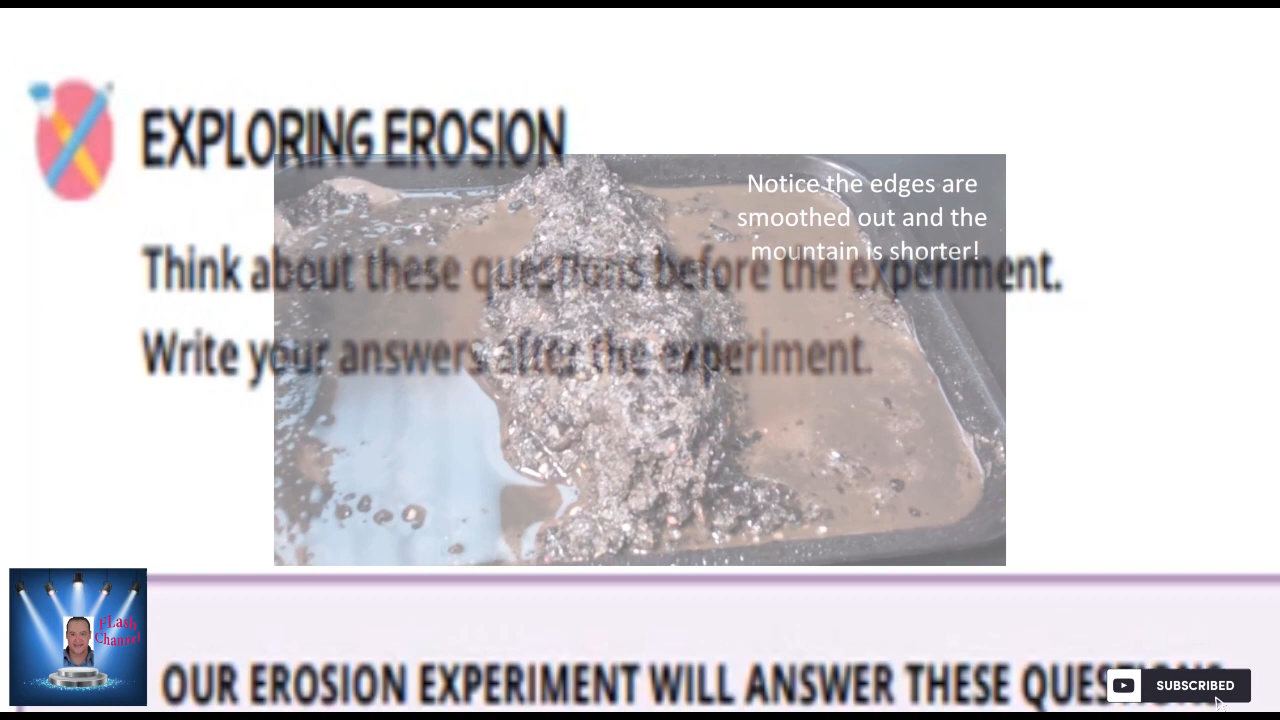 EXPLORING EROSION
Notice the edges are
smoothed out and the
mountain is shorter!
Think about these questions before the experiment.
Write your answers after the experiment.
FLash
Channel
OUR EROSION EXPERIMENT WILL ANSWER THESE
SUBSCRIBED